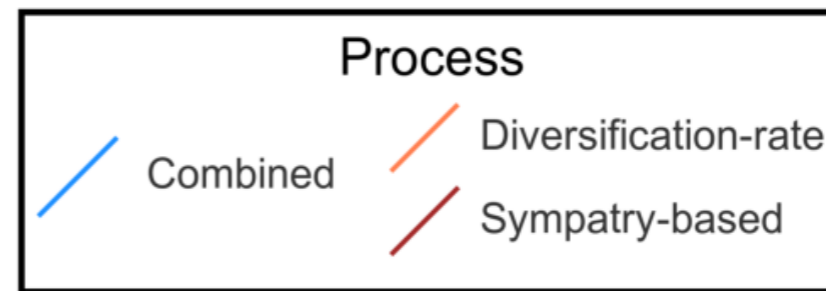 Process
Combined
Diversification-rate
Sympatry-based